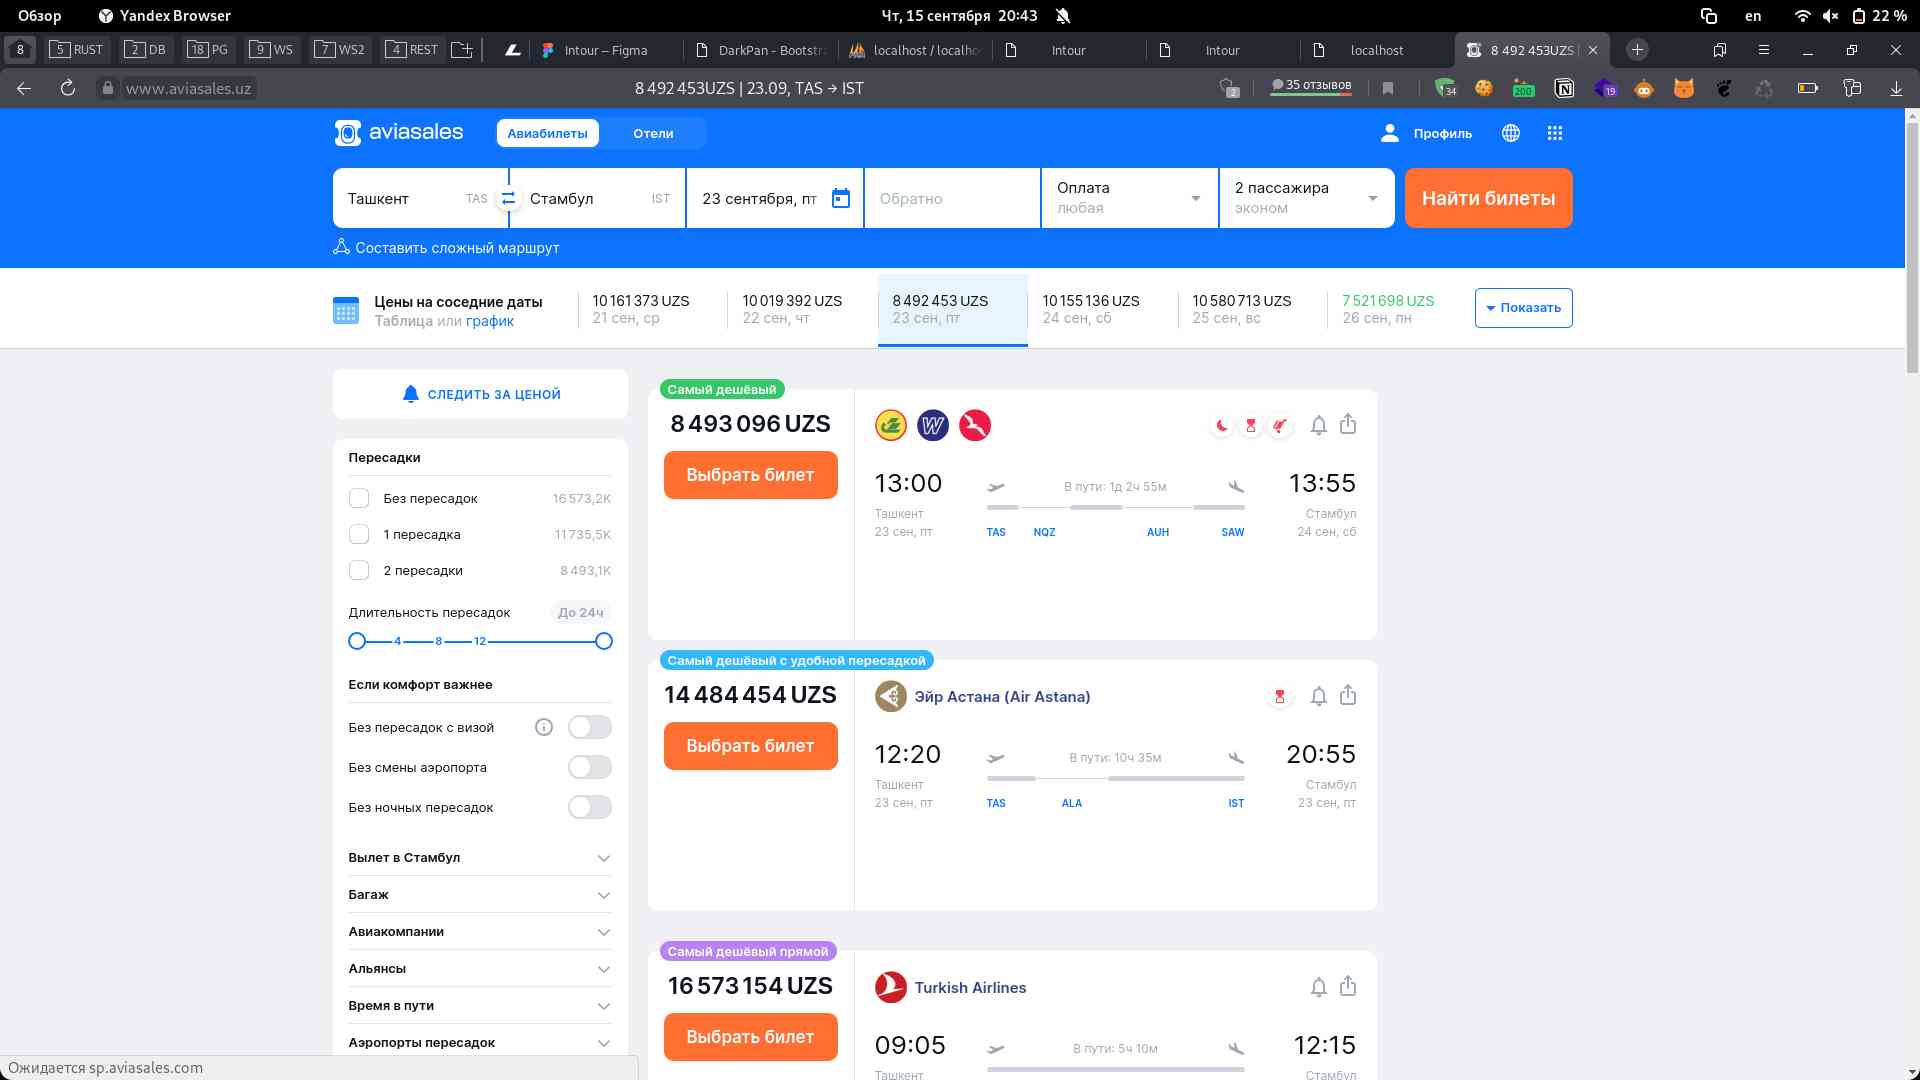 Обзор
Yandex Browser
Чт, 15 сентября 20:43
en
22 %
8
5 RUST
2 DB
18 PG
9 WS
7 WS2
4 REST
Intour – Figma
DarkPan - Bootstra
localhost / localho
Intour
Intour
localhost
8 492 453UZS
www.aviasales.uz
8 492 453UZS | 23.09, TAS → IST
2
35 отзывов
34
200
19
aviasales
Авиабилеты
Отели
Профиль
Ташкент TAS
Стамбул IST
23 сентября, пт
Обратно
Оплата
любая
2 пассажира
эконом
Найти билеты
Составить сложный маршрут
Цены на соседние даты
Таблица или график
10 161 373 UZS
21 сен, ср
10 019 392 UZS
22 сен, чт
8 492 453 UZS
23 сен, пт
10 155 136 UZS
24 сен, сб
10 580 713 UZS
25 сен, вс
7 521 698 UZS
26 сен, пн
Показать
СЛЕДИТЬ ЗА ЦЕНОЙ
Пересадки
Без пересадок 16 573,2K
1 пересадка 11 735,5K
2 пересадки 8 493,1K
Длительность пересадок До 24ч
4 8 12
Если комфорт важнее
Без пересадок с визой
Без смены аэропорта
Без ночных пересадок
Вылет в Стамбул
Багаж
Авиакомпании
Альянсы
Время в пути
Аэропорты пересадок
Самый дешёвый
8 493 096 UZS
Выбрать билет
W
13:00
В пути: 1д 2ч 55м
13:55
Ташкент
Стамбул
23 сен, пт
TAS NQZ AUH SAW
24 сен, сб
Самый дешёвый с удобной пересадкой
14 484 454 UZS
Выбрать билет
Эйр Астана (Air Astana)
12:20
В пути: 10ч 35м
20:55
Ташкент
Стамбул
23 сен, пт
TAS ALA IST
23 сен, пт
Самый дешёвый прямой
16 573 154 UZS
Выбрать билет
Turkish Airlines
09:05
В пути: 5ч 10м
12:15
Ташкент
Стамбул
Ожидается sp.aviasales.com